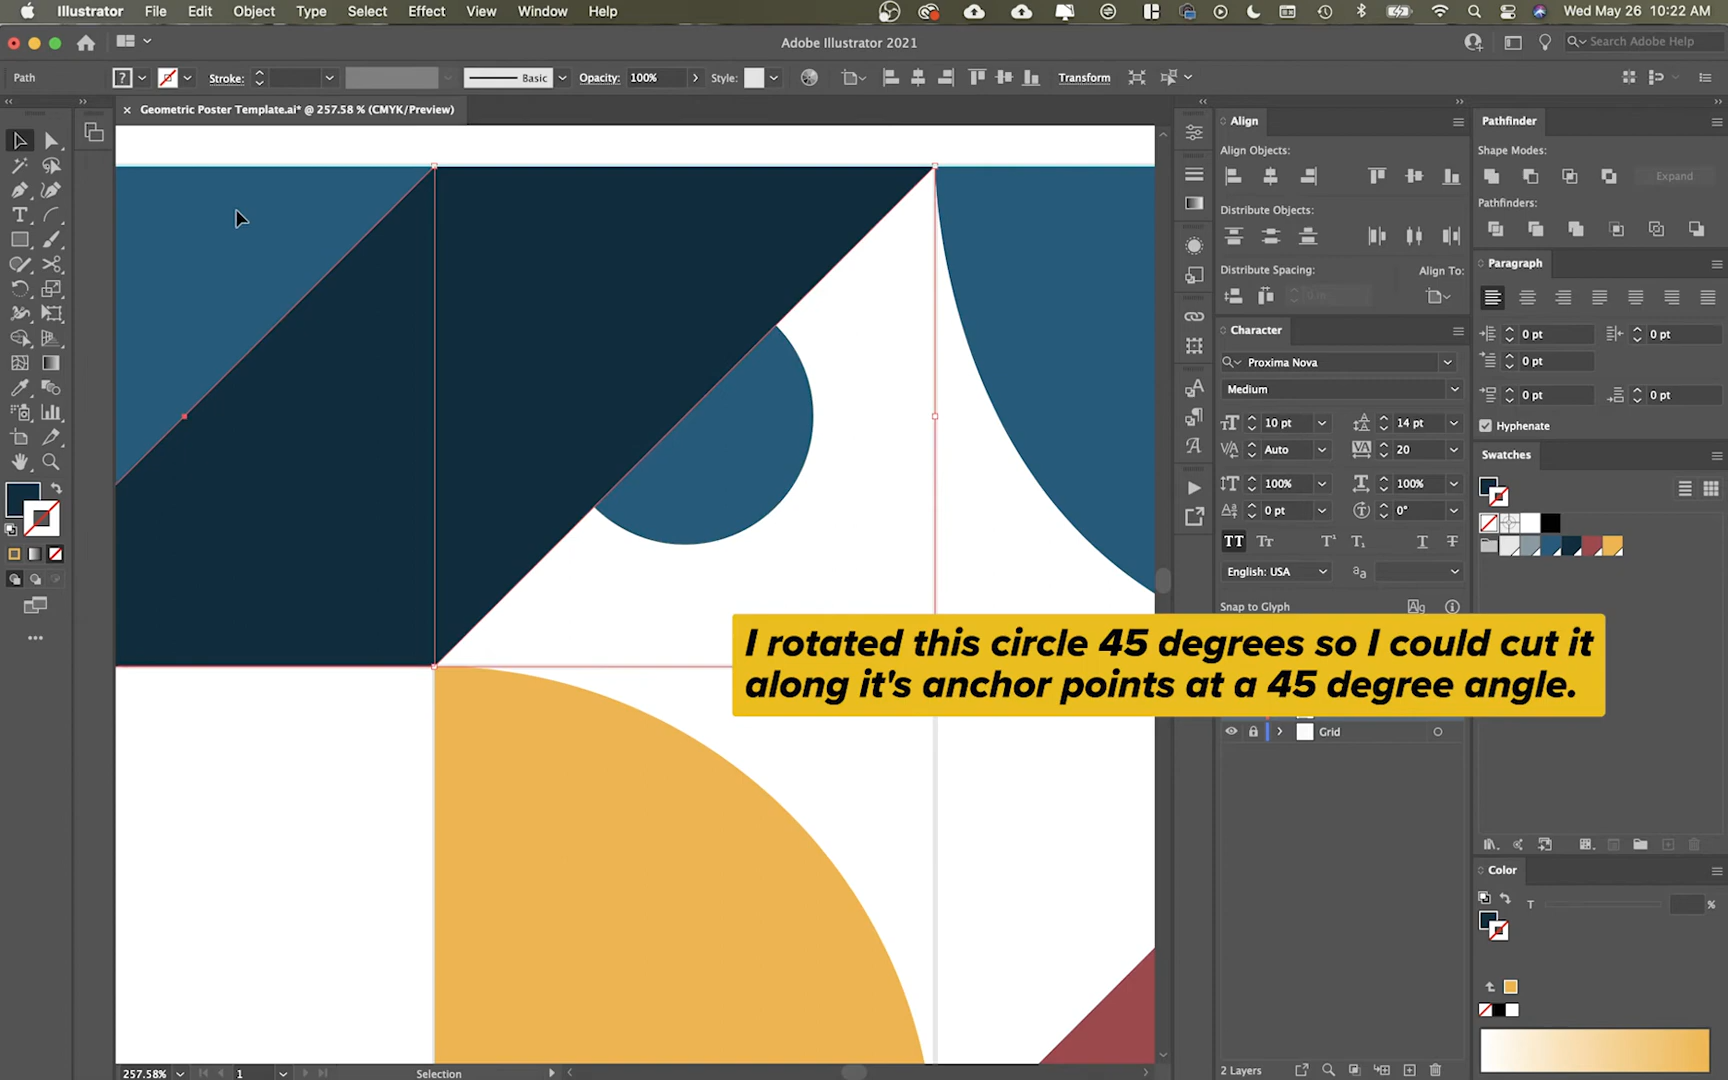 Illustrator File Edit Object Type Select Effect View Window Help Wed May 26 10:22 AM
Adobe Illustrator 2021 Search Adobe Help
Path Stroke: Basic Opacity: 100% Style: Transform
Geometric Poster Template.ai* @ 257.58 % (CMYK/Preview)
Align
Align Objects:
Distribute Objects:
Distribute Spacing: Align To:
Character
Proxima Nova
Medium
10 pt 14 pt
Auto 20
100% 100%
0 pt 0°
English: USA
Snap to Glyph
Pathfinder
Shape Modes:
Expand
Pathfinders:
Paragraph
0 pt 0 pt
0 pt
0 pt 0 pt
Hyphenate
Swatches
I rotated this circle 45 degrees so I could cut it
along it's anchor points at a 45 degree angle.
Grid
Color
T %
257.58% 1 Selection 2 Layers